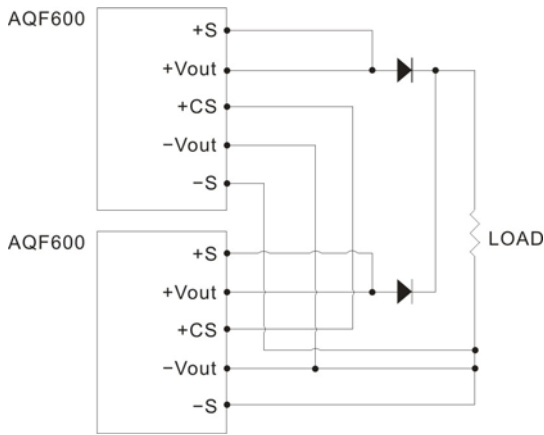 AQF600
+S
+Vout
+CS
−Vout
−S
AQF600
+S
+Vout
+CS
−Vout
−S
LOAD